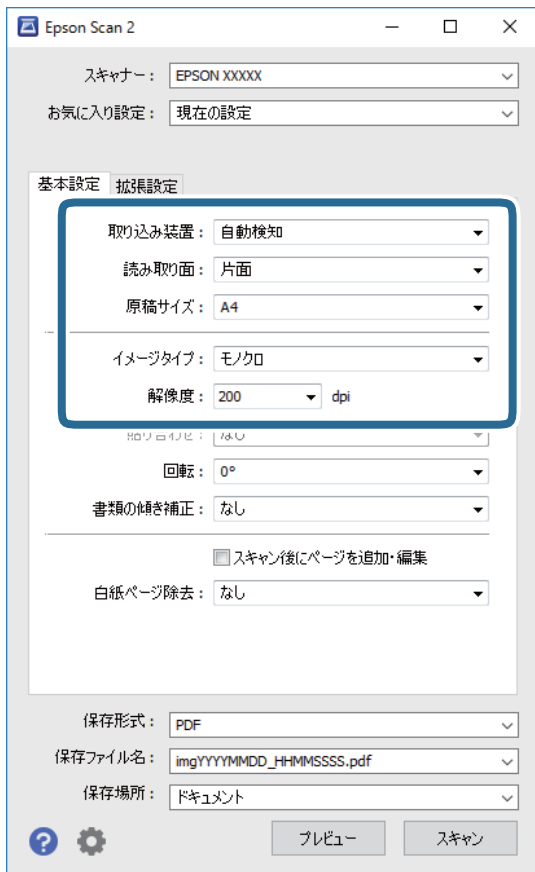 Epson Scan 2
スキャナー： EPSON XXXXX
お気に入り設定： 現在の設定
基本設定 拡張設定
取り込み装置： 自動検知
読み取り面： 片面
原稿サイズ： A4
イメージタイプ： モノクロ
解像度： 200 dpi
貼り合わせ： なし
回転： 0°
書類の傾き補正： なし
スキャン後にページを追加・編集
白紙ページ除去： なし
保存形式： PDF
保存ファイル名： imgYYYYMMDD_HHMMSSSS.pdf
保存場所： ドキュメント
プレビュー スキャン